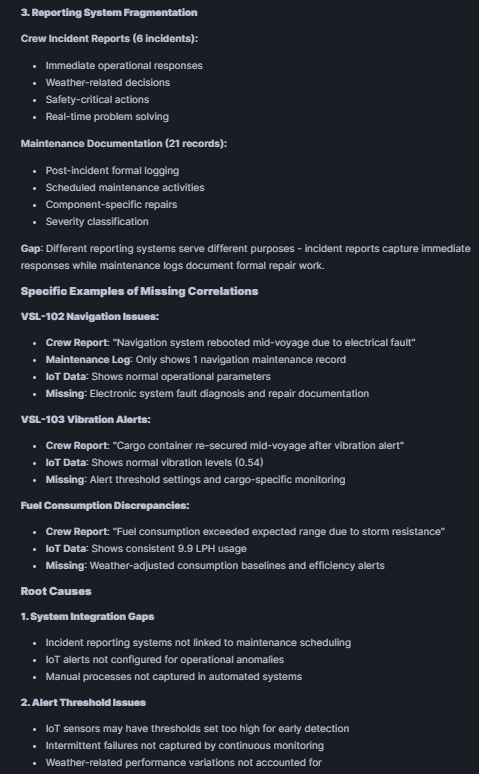 3. Reporting System Fragmentation
Crew Incident Reports (6 incidents):
• Immediate operational responses
• Weather-related decisions
• Safety-critical actions
• Real-time problem solving
Maintenance Documentation (21 records):
• Post-incident formal logging
• Scheduled maintenance activities
• Component-specific repairs
• Severity classification
Gap: Different reporting systems serve different purposes - incident reports capture immediate
responses while maintenance logs document formal repair work.
Specific Examples of Missing Correlations
VSL-102 Navigation Issues:
• Crew Report: "Navigation system rebooted mid-voyage due to electrical fault"
• Maintenance Log: Only shows 1 navigation maintenance record
• IoT Data: Shows normal operational parameters
• Missing: Electronic system fault diagnosis and repair documentation
VSL-103 Vibration Alerts:
• Crew Report: "Cargo container re-secured mid-voyage after vibration alert"
• IoT Data: Shows normal vibration levels (0.54)
• Missing: Alert threshold settings and cargo-specific monitoring
Fuel Consumption Discrepancies:
• Crew Report: "Fuel consumption exceeded expected range due to storm resistance"
• IoT Data: Shows consistent 9.9 LPH usage
• Missing: Weather-adjusted consumption baselines and efficiency alerts
Root Causes
1. System Integration Gaps
• Incident reporting systems not linked to maintenance scheduling
• IoT alerts not configured for operational anomalies
• Manual processes not captured in automated systems
2. Alert Threshold Issues
• IoT sensors may have thresholds set too high for early detection
• Intermittent failures not captured by continuous monitoring
• Weather-related performance variations not accounted for